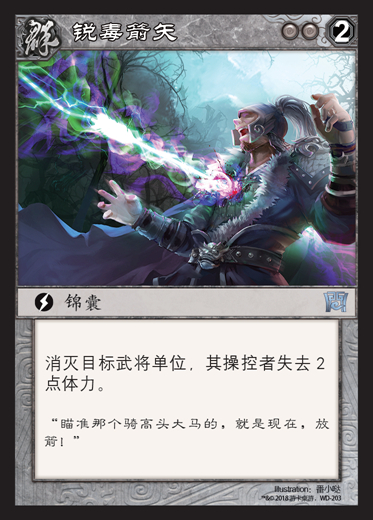 群 锐毒箭矢 2
锦囊
消灭目标武将单位，其操控者失去 2
点体力。
“瞄准那个骑高头大马的，就是现在，放
箭！”
Illustration: 番小哒
™&© 2018 游卡桌游. WD-203